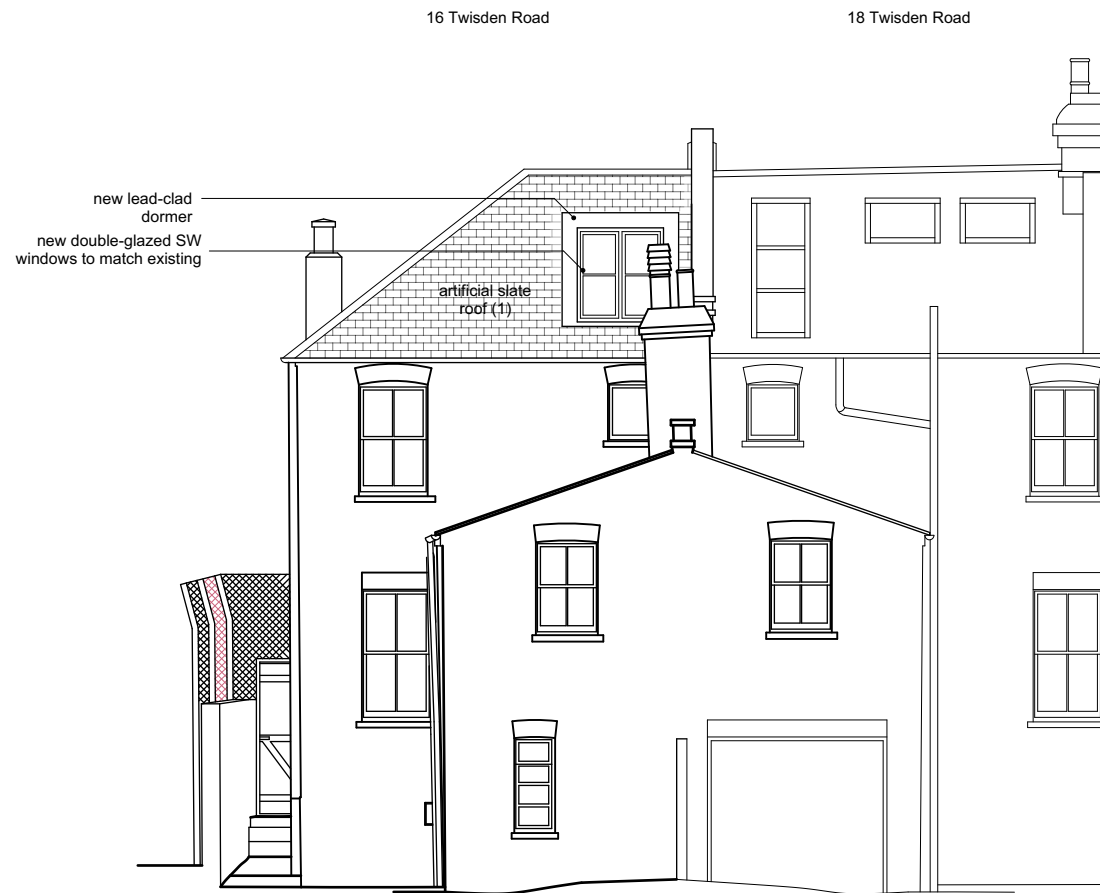 16 Twisden Road
18 Twisden Road
new lead-clad
dormer
new double-glazed SW
windows to match existing
artificial slate
roof (1)